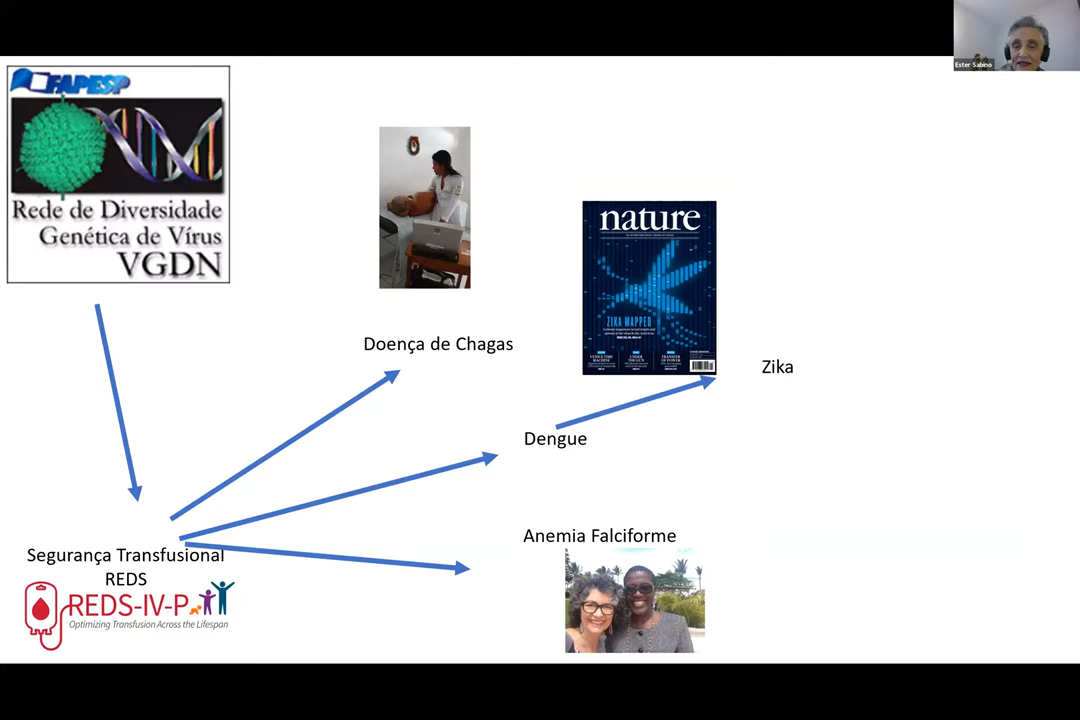 Ester Sabino
FAPESP
Rede de Diversidade
Genética de Vírus
VGDN
nature
ZIKA MAPPED
Doença de Chagas
Zika
Dengue
Anemia Falciforme
Segurança Transfusional
REDS
REDS-IV-P
Optimizing Transfusion Across the Lifespan